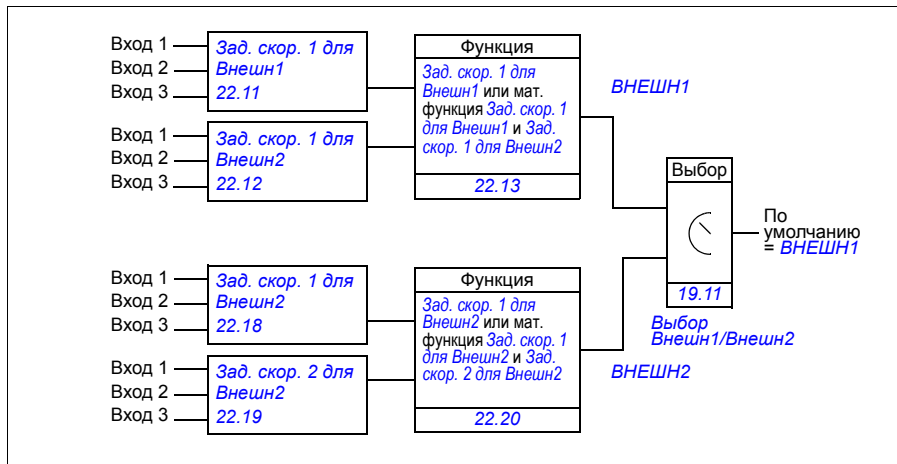 Вход 1
Вход 2
Вход 3
Зад. скор. 1 для
Внешн1
22.11
Вход 1
Вход 2
Вход 3
Зад. скор. 1 для
Внешн2
22.12
Функция
Зад. скор. 1 для
Внешн1 или мат.
функция Зад. скор. 1
для Внешн1 и Зад.
скор. 1 для Внешн2
22.13
ВНЕШН1
Выбор
19.11
По
умолчанию
= ВНЕШН1
Выбор
Внешн1/Внешн2
Вход 1
Вход 2
Вход 3
Зад. скор. 1 для
Внешн2
22.18
Вход 1
Вход 2
Вход 3
Зад. скор. 2 для
Внешн2
22.19
Функция
Зад. скор. 1 для
Внешн2 или мат.
функция Зад. скор. 1
для Внешн2 и Зад.
скор. 2 для Внешн2
22.20
ВНЕШН2